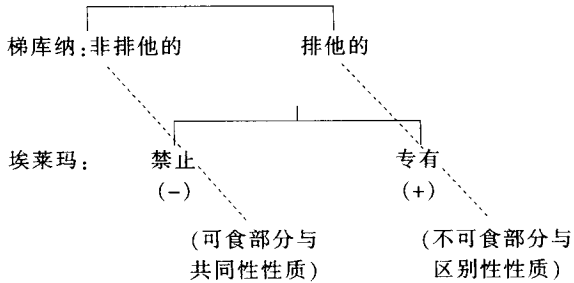 梯库纳:非排他的 排他的
埃莱玛: 禁止 专有
(-) (+)
(可食部分与 (不可食部分与
共同性性质) 区别性性质)